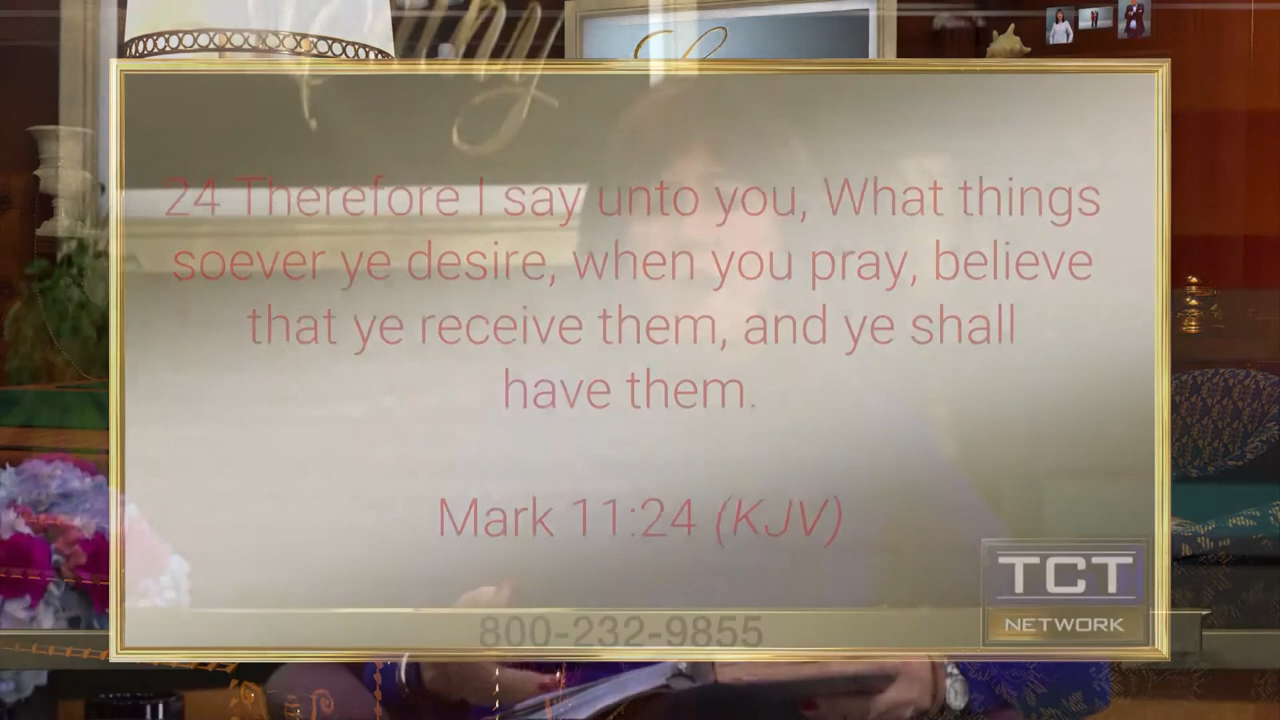 24 Therefore I say unto you, What things
soever ye desire, when you pray, believe
that ye receive them, and ye shall
have them.
Mark 11:24 (KJV)
800-232-9855
TCT
NETWORK